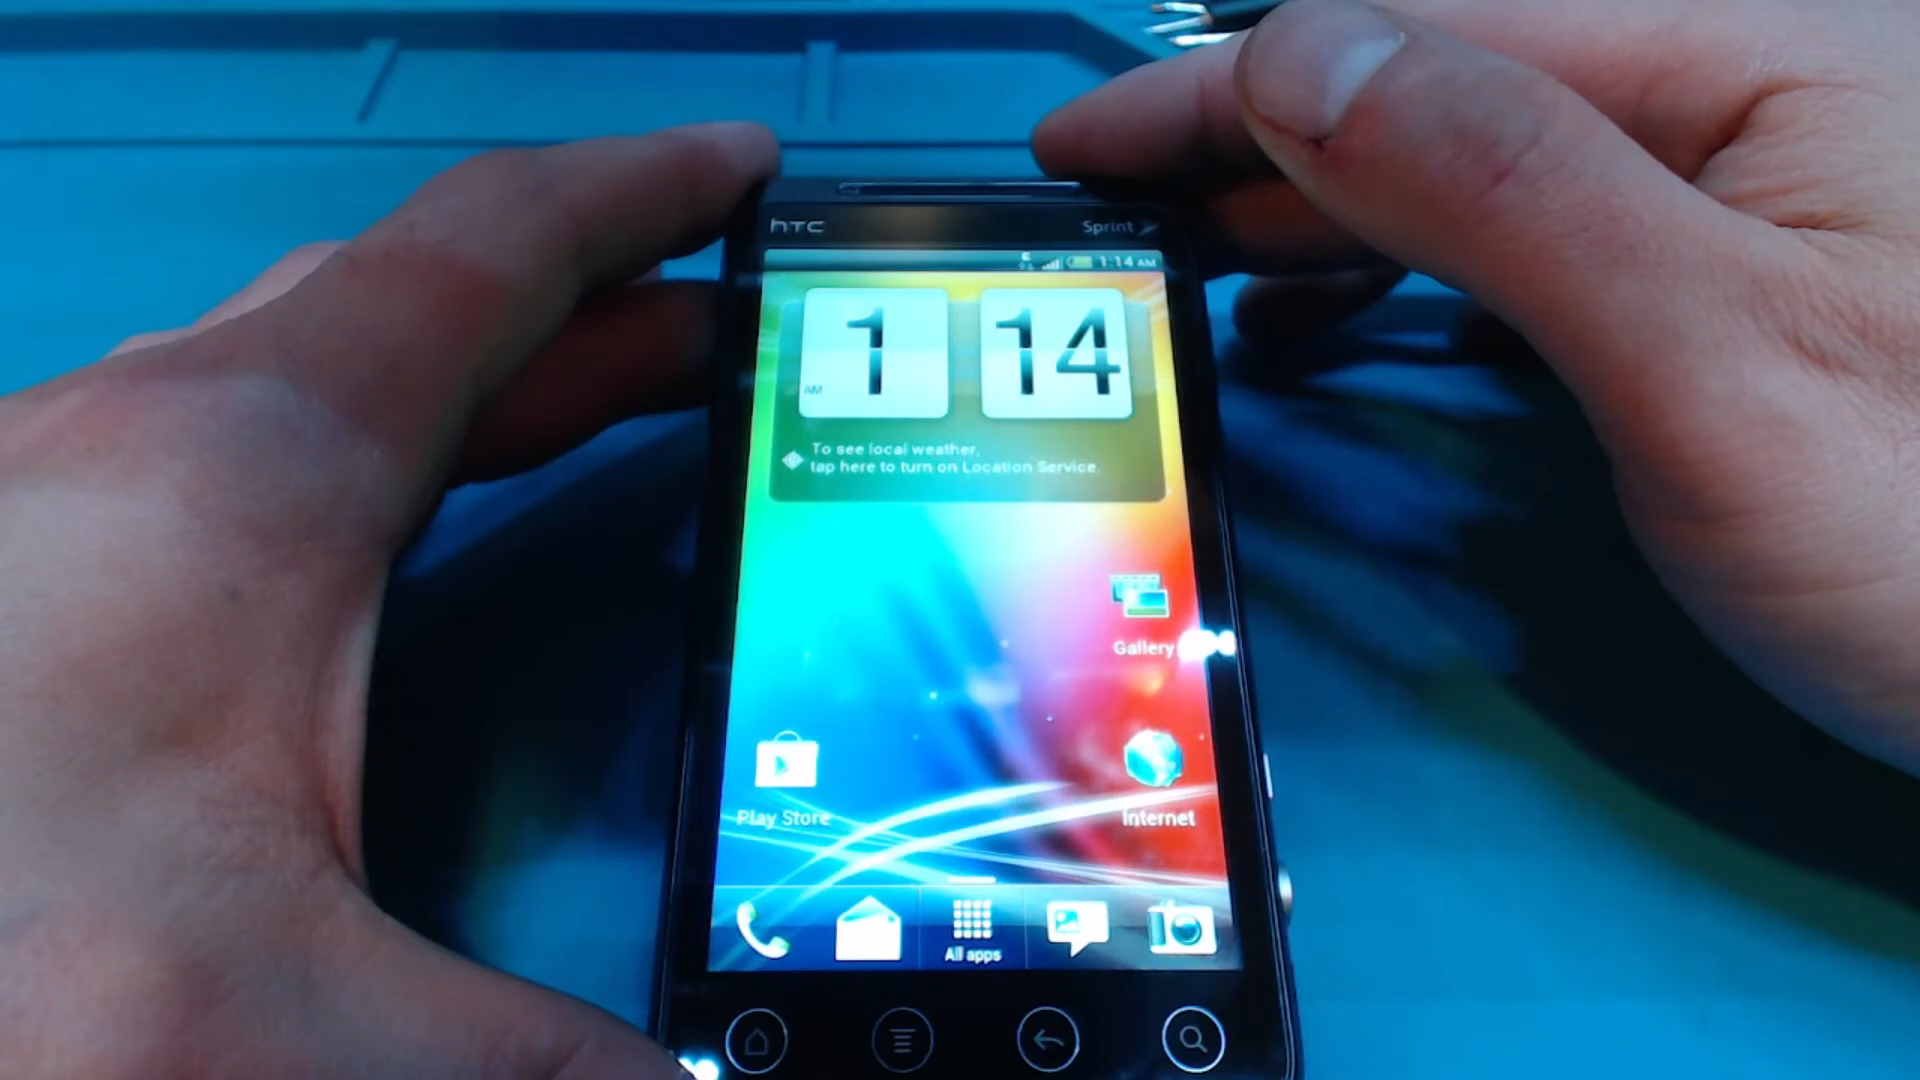 hTC
Sprint
1:14 AM
1 14
AM
To see local weather,
tap here to turn on Location Service.
Gallery
Play Store
Internet
All apps